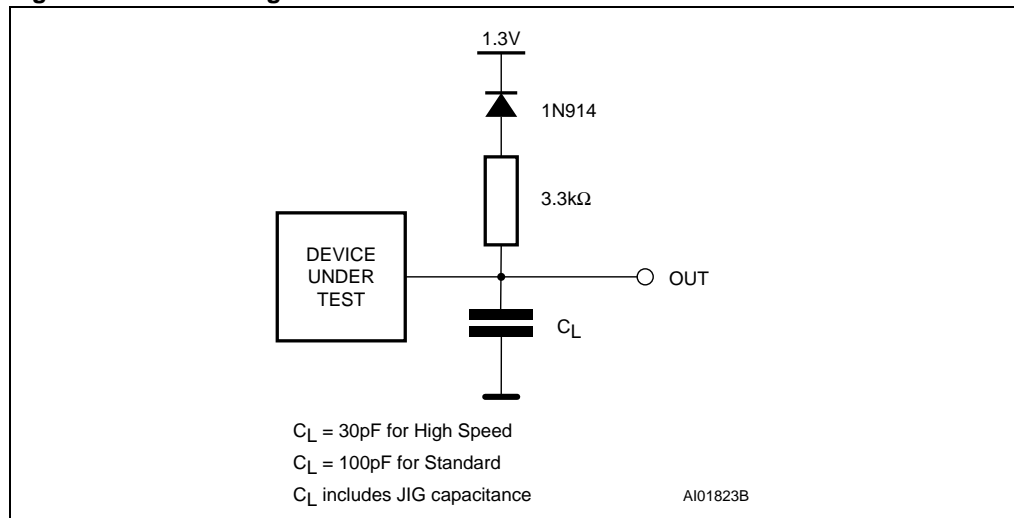 1.3V
1N914
3.3kΩ
DEVICE
UNDER
TEST
OUT
CL
CL = 30pF for High Speed
CL = 100pF for Standard
CL includes JIG capacitance
AI01823B